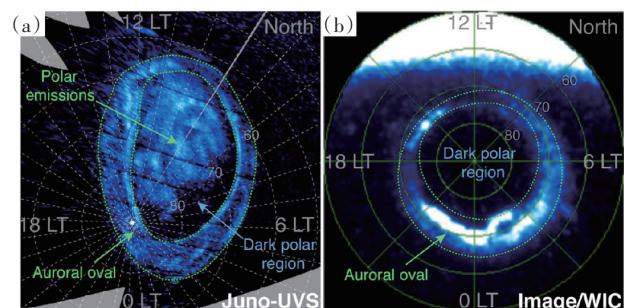 (a)
12 LT
North
Polar
emissions
60
70
80
18 LT
6 LT
Dark polar
region
Auroral oval
0 LT
Juno-UVS
(b)
12 LT
North
60
70
80
Dark polar
region
18 LT
6 LT
Auroral oval
0 LT
Image/WIC